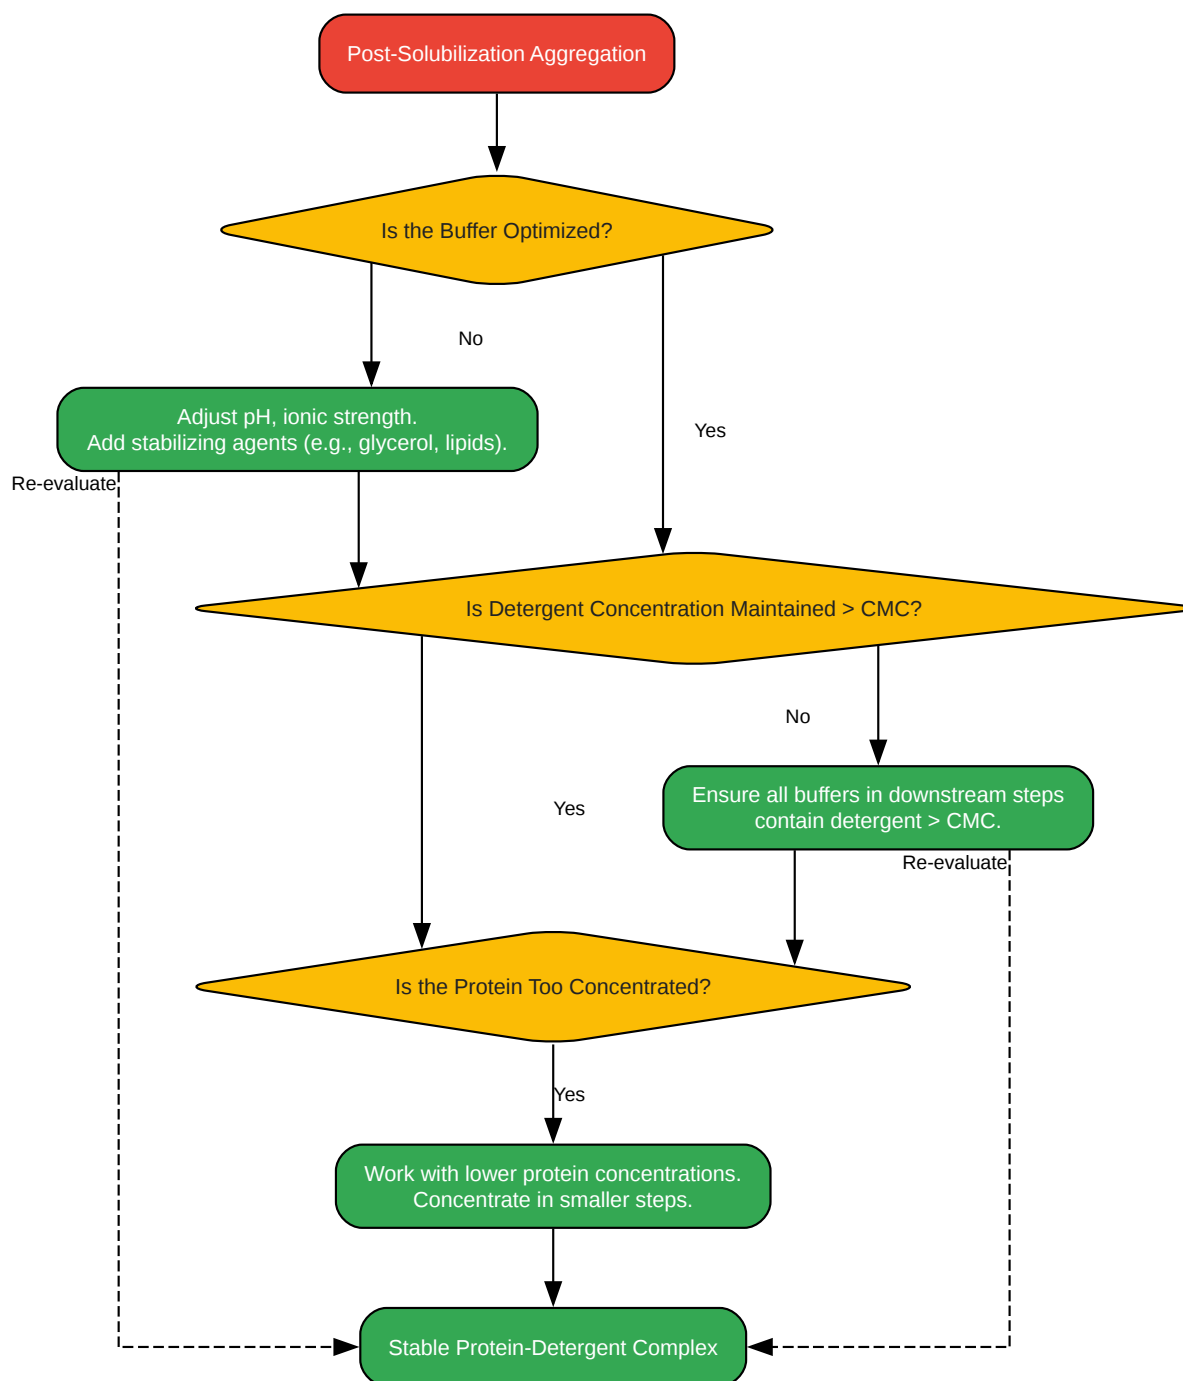 Post-Solubilization Aggregation
Is the Buffer Optimized?
No
Adjust pH, ionic strength.
Add stabilizing agents (e.g., glycerol, lipids).
Yes
Re-evaluate
Is Detergent Concentration Maintained > CMC?
No
Ensure all buffers in downstream steps
contain detergent > CMC.
Yes
Re-evaluate
Is the Protein Too Concentrated?
Yes
Work with lower protein concentrations.
Concentrate in smaller steps.
Stable Protein-Detergent Complex